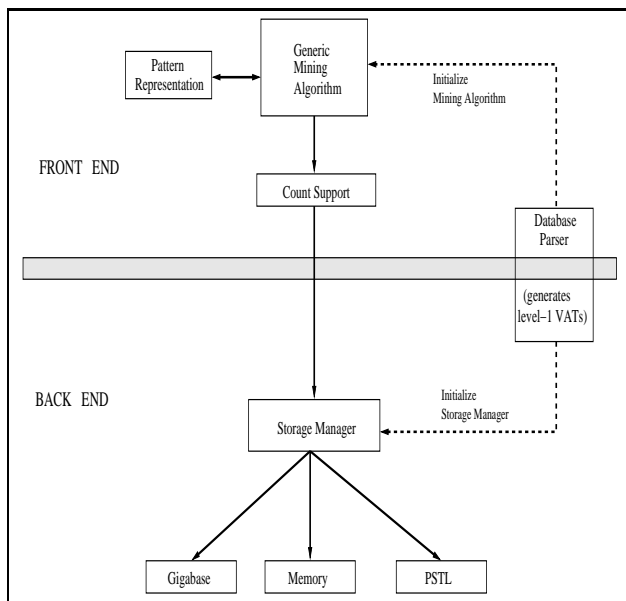 Generic
Mining
Algorithm
Pattern
Representation
Initialize
Mining Algorithm
FRONT END
Count Support
Database
Parser
(generates
level-1 VATs)
BACK END
Initialize
Storage Manager
Storage Manager
Gigabase
Memory
PSTL